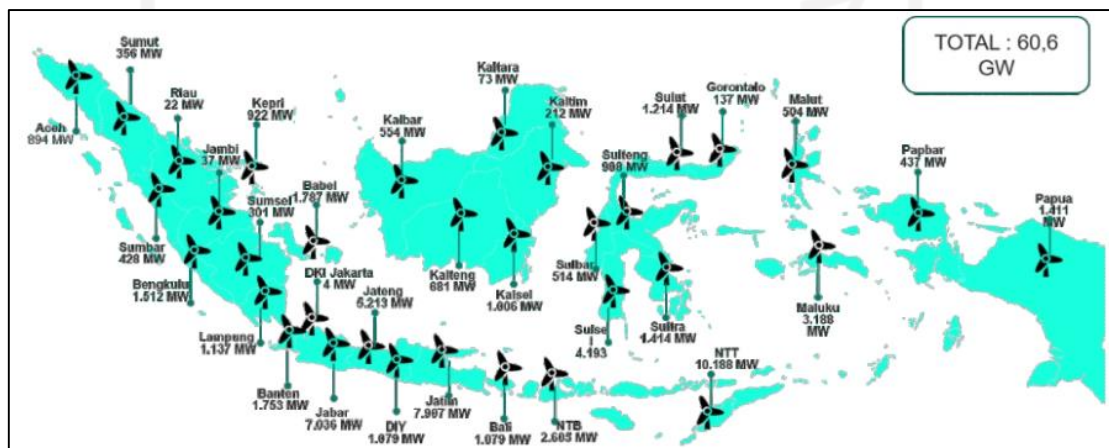 TOTAL : 60,6
GW
Sumut
356 MW
Riau
22 MW
Kepri
922 MW
Aceh
894 MW
Jambi
37 MW
Babel
1.787 MW
Sumsel
301 MW
Sumbar
428 MW
Bengkulu
1.512 MW
Lampung
1.137 MW
DKI Jakarta
4 MW
Jateng
5.213 MW
Banten
1.753 MW
Jabar
7.036 MW
DIY
1.079 MW
Jatim
7.907 MW
Bali
1.079 MW
NTB
2.605 MW
NTT
10.188 MW
Kalbar
554 MW
Kaltara
73 MW
Kaltim
212 MW
Kalteng
681 MW
Kalsel
1.006 MW
Sulut
1.214 MW
Gorontalo
137 MW
Sulteng
908 MW
Sulbar
514 MW
Sulse
l
4.193
Sultra
1.414 MW
Malut
504 MW
Maluku
3.188
MW
Papbar
437 MW
Papua
1.411
MW